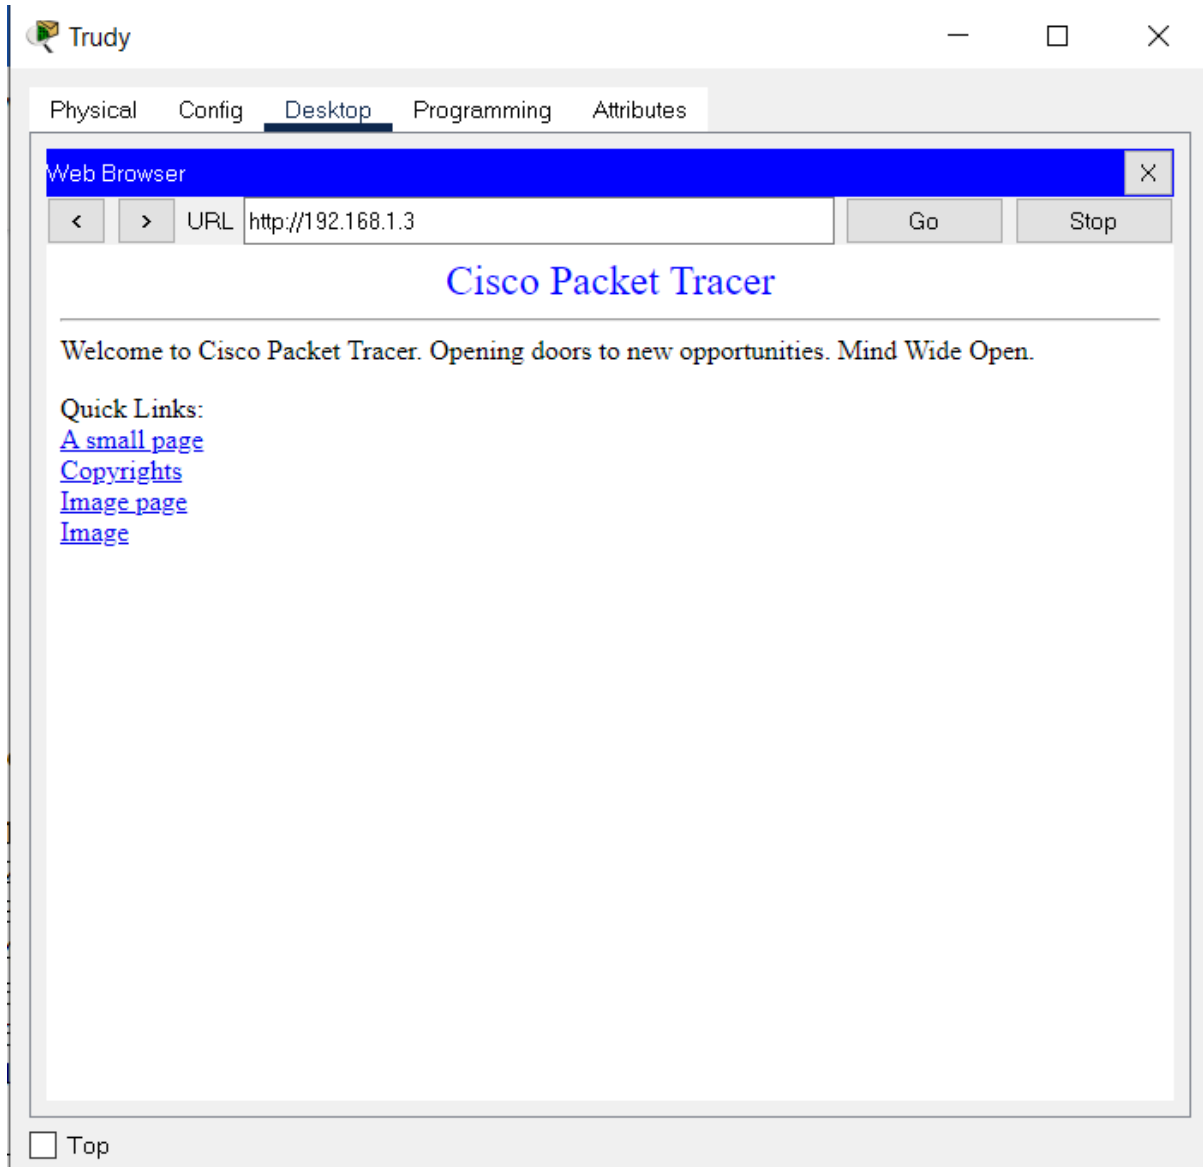 Trudy
Physical Config Desktop Programming Attributes
Web Browser X
< > URL http://192.168.1.3 Go Stop
Cisco Packet Tracer
Welcome to Cisco Packet Tracer. Opening doors to new opportunities. Mind Wide Open.
Quick Links:
A small page
Copyrights
Image page
Image
Top